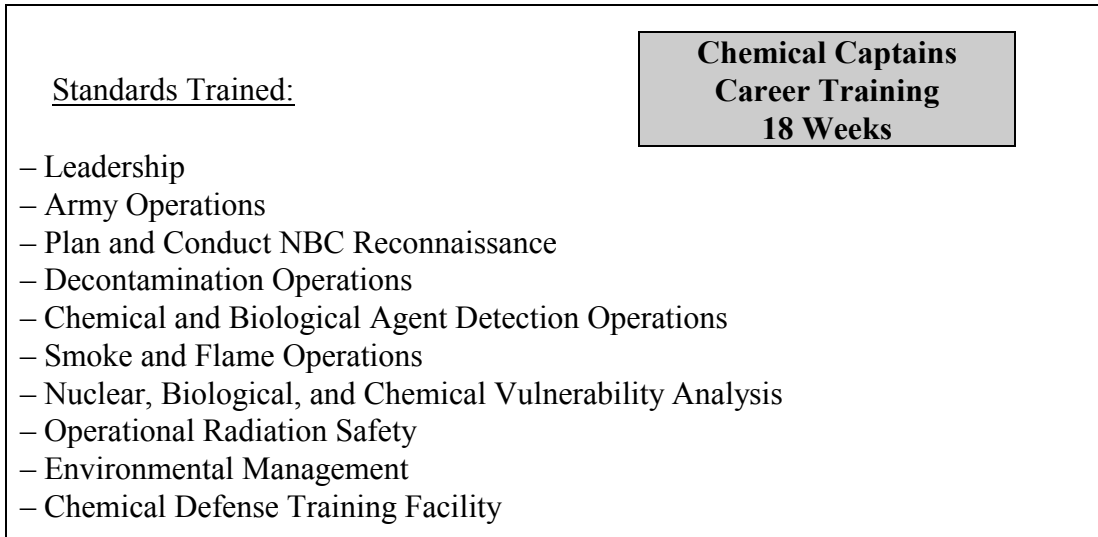 Chemical Captains
Career Training
18 Weeks
Standards Trained:
– Leadership
– Army Operations
– Plan and Conduct NBC Reconnaissance
– Decontamination Operations
– Chemical and Biological Agent Detection Operations
– Smoke and Flame Operations
– Nuclear, Biological, and Chemical Vulnerability Analysis
– Operational Radiation Safety
– Environmental Management
– Chemical Defense Training Facility